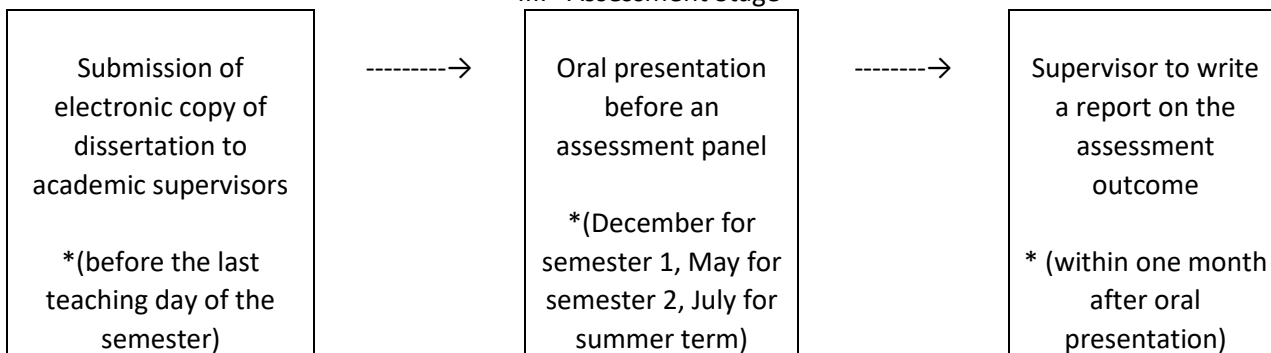 Assessment Stage
Submission of
electronic copy of
dissertation to
academic supervisors
*(before the last
teaching day of the
semester)
---------→
Oral presentation
before an
assessment panel
*(December for
semester 1, May for
semester 2, July for
summer term)
--------→
Supervisor to write
a report on the
assessment
outcome
* (within one month
after oral
presentation)